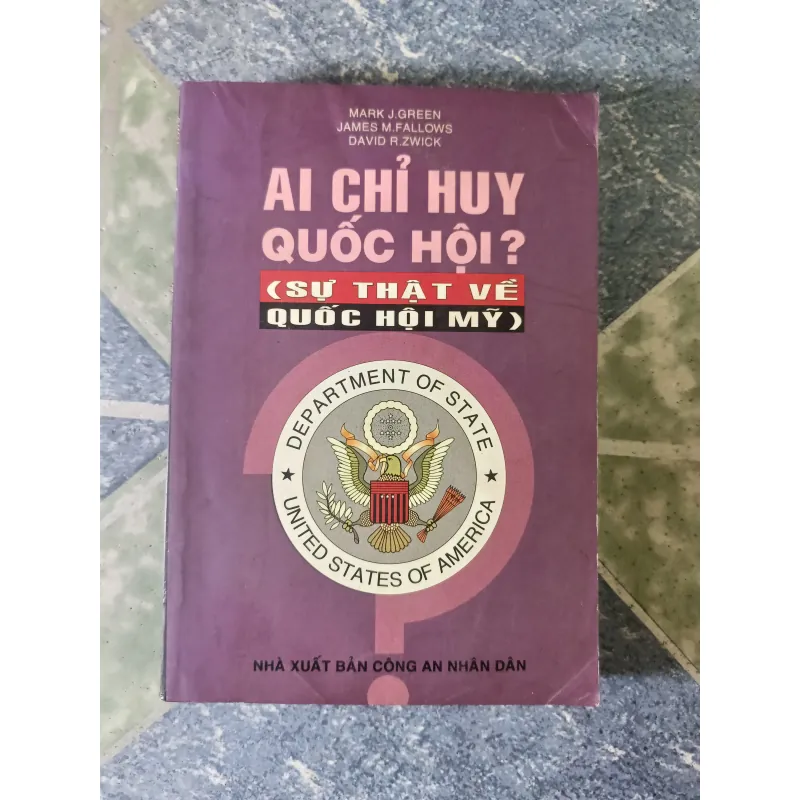 MARK J.GREEN
JAMES M.FALLOWS
DAVID R.ZWICK
AI CHỈ HUY
QUỐC HỘI?
(SỰ THẬT VỀ
QUỐC HỘI MỸ)
DEPARTMENT OF STATE
UNITED STATES OF AMERICA
NHÀ XUẤT BẢN CÔNG AN NHÂN DÂN